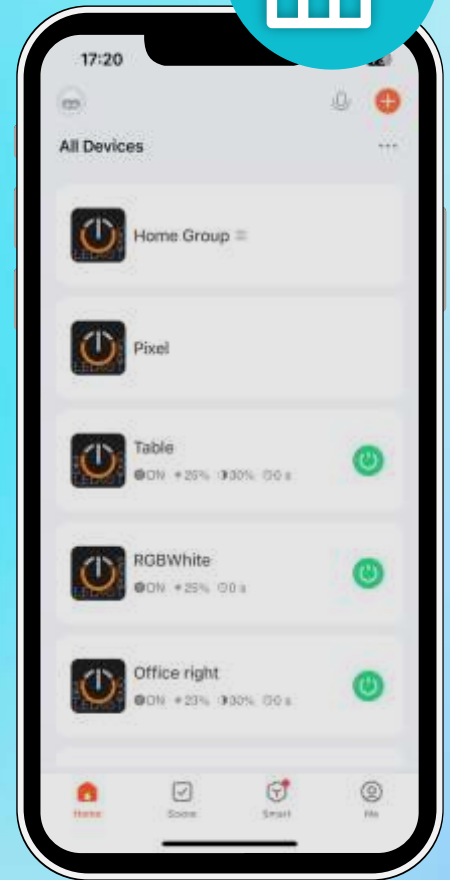 17:20
All Devices
Home Group
Pixel
Table
ON 25% 30% 0 s
RGBWhite
ON 25% 0 s
Office right
ON 23% 30% 0 s
Home
Scene
Smart
Me